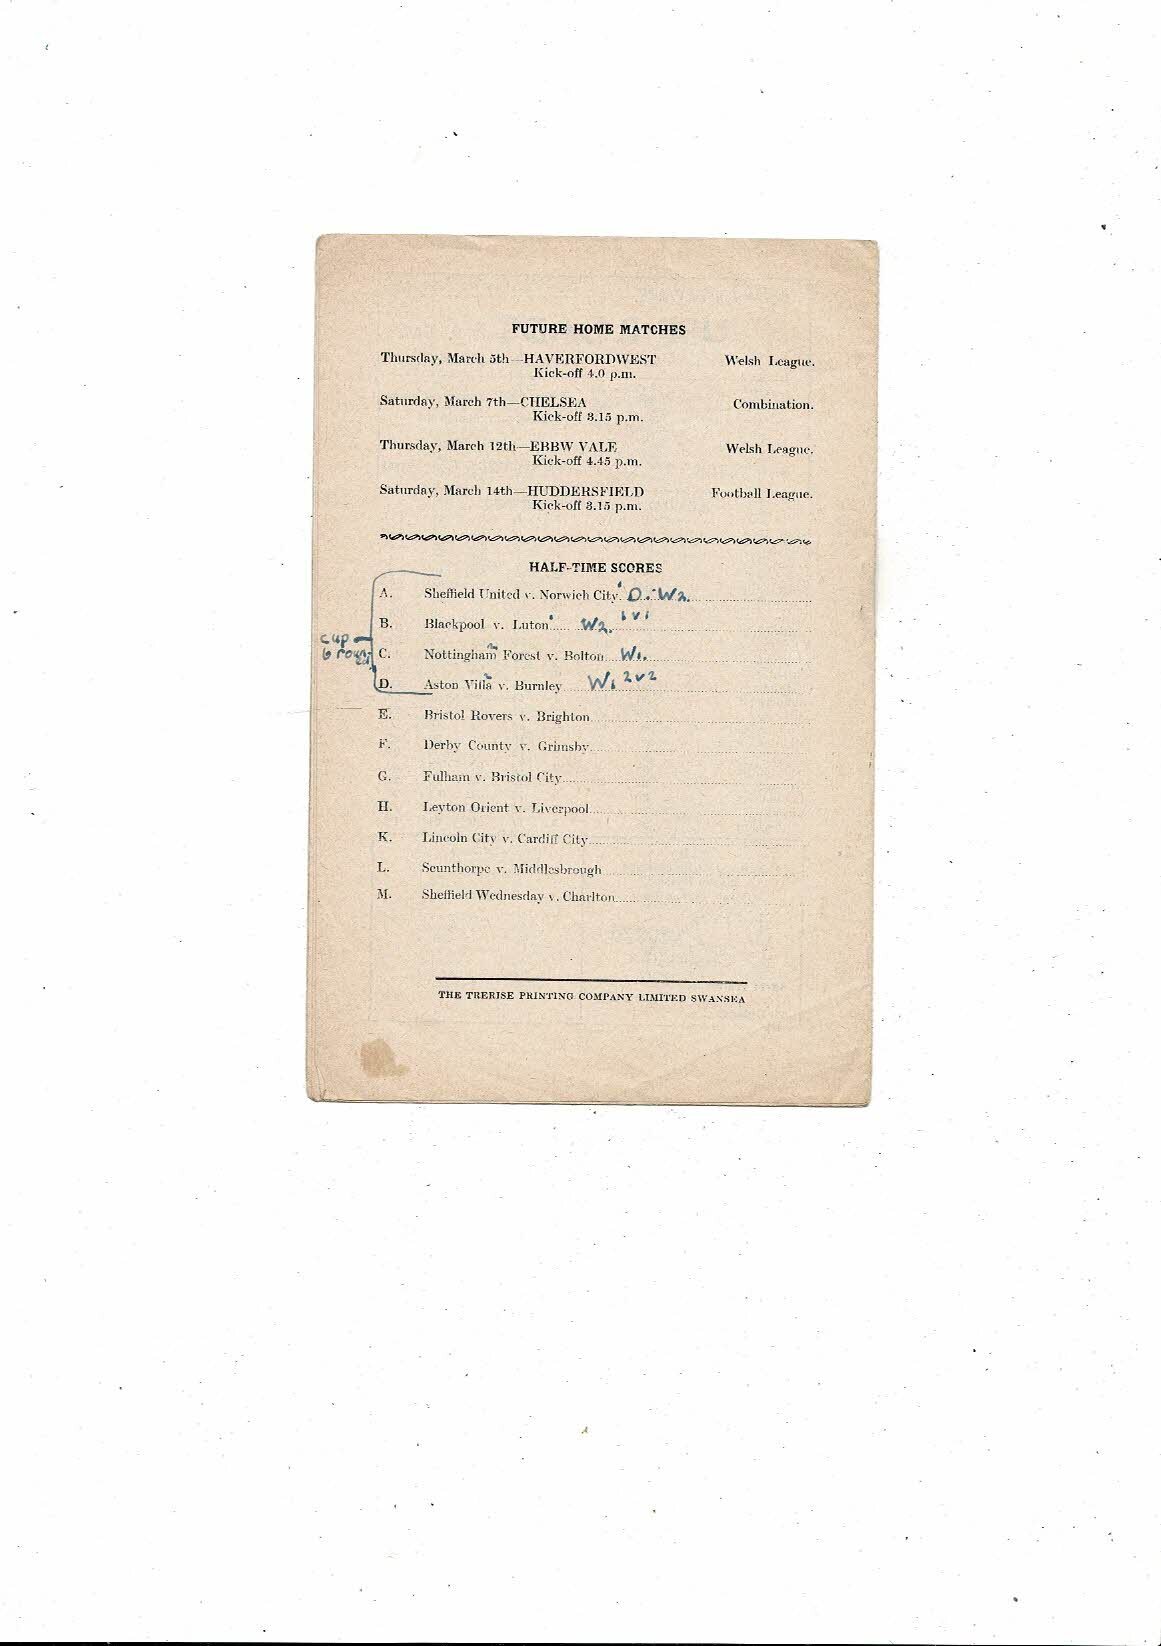 FUTURE HOME MATCHES
Thursday, March 5th—HAVERFORDWEST Welsh League.
Kick-off 4.0 p.m.
Saturday, March 7th—CHELSEA Combination.
Kick-off 3.15 p.m.
Thursday, March 12th—EBBW VALE Welsh League.
Kick-off 4.45 p.m.
Saturday, March 14th—HUDDERSFIELD Football League.
Kick-off 3.15 p.m.
HALF-TIME SCORES
A. Sheffield United v. Norwich City. D. W2.
B. Blackpool v. Luton W2. 1 v 1
cup
C. Nottingham Forest v. Bolton W1.
6 round
D. Aston Villa v. Burnley W1 2 v 2
E. Bristol Rovers v. Brighton
F. Derby County v. Grimsby
G. Fulham v. Bristol City
H. Leyton Orient v. Liverpool
K. Lincoln City v. Cardiff City
L. Scunthorpe v. Middlesbrough
M. Sheffield Wednesday v. Charlton
THE TRERISE PRINTING COMPANY LIMITED SWANSEA